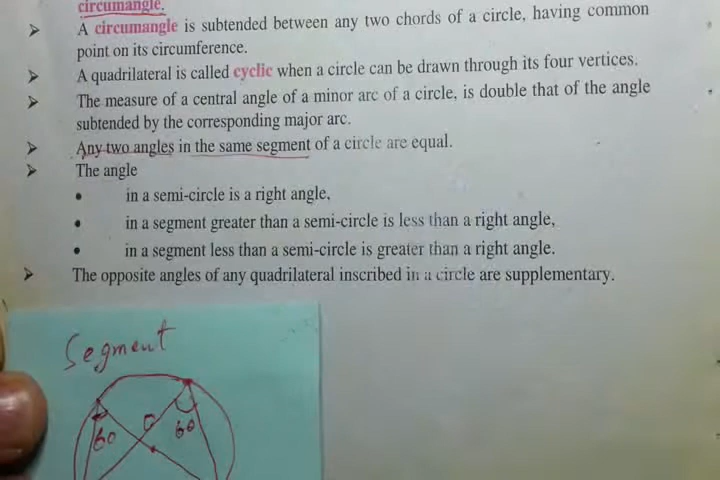 circumangle.
➢ A circumangle is subtended between any two chords of a circle, having common
point on its circumference.
➢ A quadrilateral is called cyclic when a circle can be drawn through its four vertices.
➢ The measure of a central angle of a minor arc of a circle, is double that of the angle
subtended by the corresponding major arc.
➢ Any two angles in the same segment of a circle are equal.
➢ The angle
• in a semi-circle is a right angle,
• in a segment greater than a semi-circle is less than a right angle,
• in a segment less than a semi-circle is greater than a right angle.
➢ The opposite angles of any quadrilateral inscribed in a circle are supplementary.
Segment
60 60